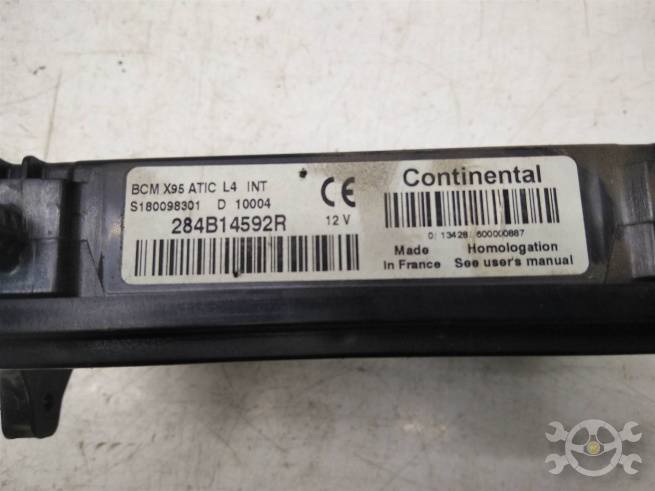 BCM X95 ATIC L4 INT
S180098301 D 10004
284B14592R
CE
12 V
Continental
0 13428 600000887
Made
In France
Homologation
See user's manual